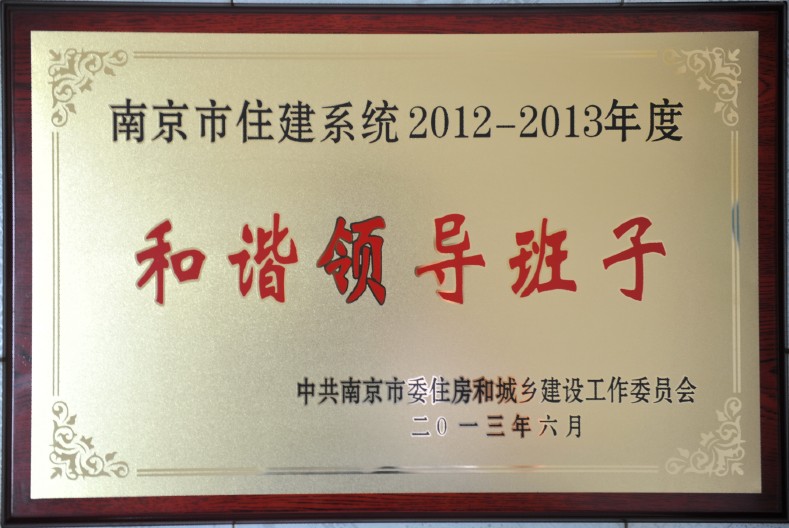 南京市住建系统2012-2013年度
和谐领导班子
中共南京市委住房和城乡建设工作委员会
二0一三年六月